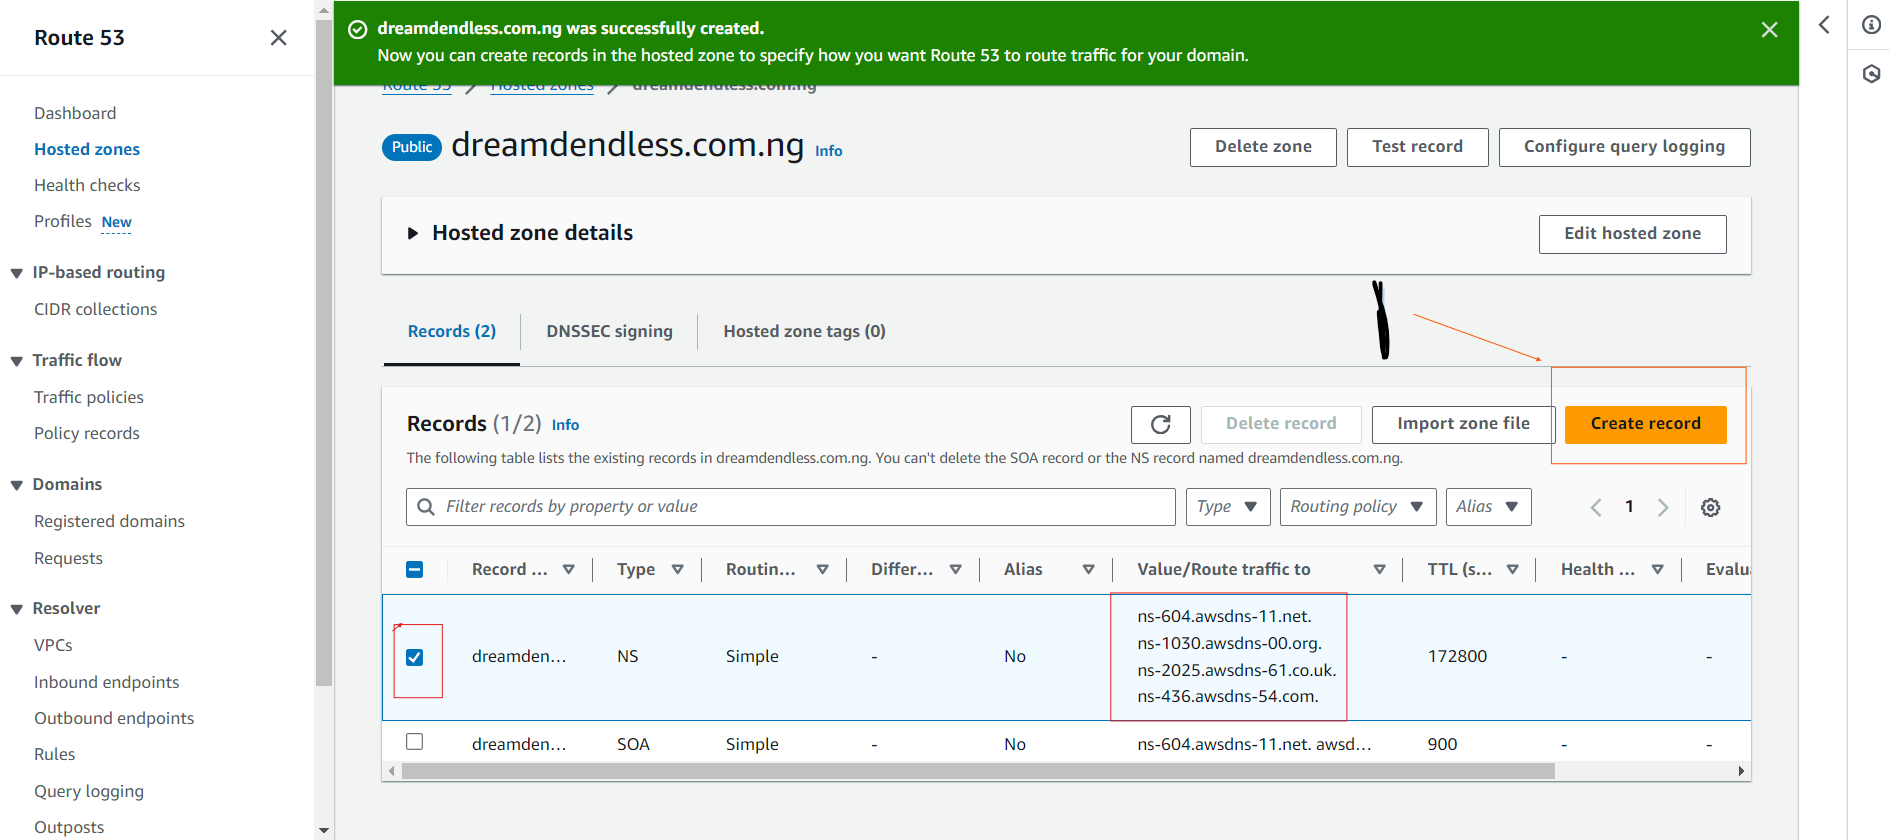 Route 53
Dashboard
Hosted zones
Health checks
Profiles New
IP-based routing
CIDR collections
Traffic flow
Traffic policies
Policy records
Domains
Registered domains
Requests
Resolver
VPCs
Inbound endpoints
Outbound endpoints
Rules
Query logging
Outposts
dreamdendless.com.ng was successfully created.
Now you can create records in the hosted zone to specify how you want Route 53 to route traffic for your domain.
Route 53 Hosted zones dreamdendless.com.ng
Public dreamdendless.com.ng Info
Delete zone Test record Configure query logging
Hosted zone details Edit hosted zone
Records (2) DNSSEC signing Hosted zone tags (0)
Records (1/2) Info Delete record Import zone file Create record
The following table lists the existing records in dreamdendless.com.ng. You can't delete the SOA record or the NS record named dreamdendless.com.ng.
Filter records by property or value Type Routing policy Alias 1
Record ... Type Routin... Differ... Alias Value/Route traffic to TTL (s... Health ... Evalua
dreamden... NS Simple - No ns-604.awsdns-11.net. 172800 - -
ns-1030.awsdns-00.org.
ns-2025.awsdns-61.co.uk.
ns-436.awsdns-54.com.
dreamden... SOA Simple - No ns-604.awsdns-11.net. awsd... 900 - -